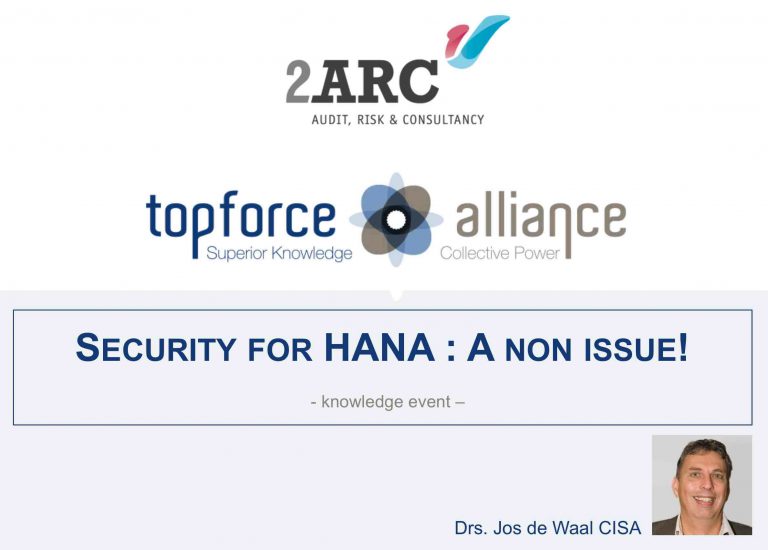 2ARC
AUDIT, RISK & CONSULTANCY
topforce alliance
Superior Knowledge Collective Power
SECURITY FOR HANA : A NON ISSUE!
- knowledge event –
Drs. Jos de Waal CISA